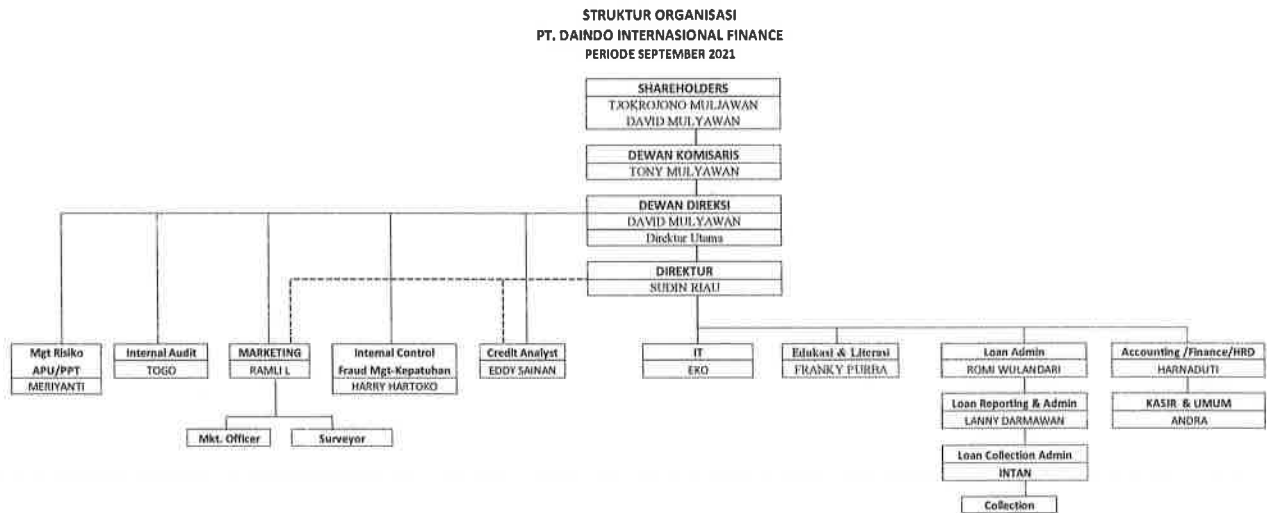 STRUKTUR ORGANISASI
PT. DAINDO INTERNASIONAL FINANCE
PERIODE SEPTEMBER 2021
SHAREHOLDERS
TJOKROJONO MULJAWAN
DAVID MULYAWAN
DEWAN KOMISARIS
TONY MULYAWAN
DEWAN DIREKSI
DAVID MULYAWAN
Direktur Utama
DIREKTUR
SUDIN RIAU
Mgt Risiko
APU/PPT
MERIYANTI
Internal Audit
TOGO
MARKETING
RAMLI L
Internal Control
Fraud Mgt-Kepatuhan
HARRY HARTOKO
Credit Analyst
EDDY SAINAN
IT
EKO
Edukasi & Literasi
FRANKY PURBA
Loan Admin
ROMI WULANDARI
Accounting /Finance/HRD
HARNADUTI
Loan Reporting & Admin
LANNY DARMAWAN
KASIR & UMUM
ANDRA
Mkt. Officer
Surveyor
Loan Collection Admin
INTAN
Collection